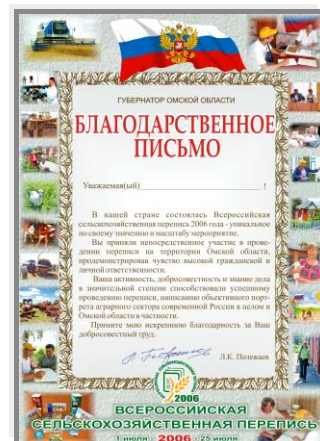 ГУБЕРНАТОР ОМСКОЙ ОБЛАСТИ
БЛАГОДАРСТВЕННОЕ
ПИСЬМО
Уважаемая(ый)____________________!
В нашей стране состоялась Всероссийская
сельскохозяйственная перепись 2006 года - уникальное
по своему значению и масштабу мероприятие.
Вы приняли непосредственное участие в прове-
дении переписи на территории Омской области,
продемонстрировав чувство высокой гражданской и
личной ответственности.
Ваша активность, добросовестность и знание дела
в значительной степени способствовали успешному
проведению переписи, написанию объективного порт-
рета аграрного сектора современной России в целом и
Омской области в частности.
Примите мою искреннюю благодарность за Ваш
добросовестный труд.
Л.К. Полежаев
2006
ВСЕРОССИЙСКАЯ
СЕЛЬСКОХОЗЯЙСТВЕННАЯ ПЕРЕПИСЬ
1 июля - 2006 - 25 июля